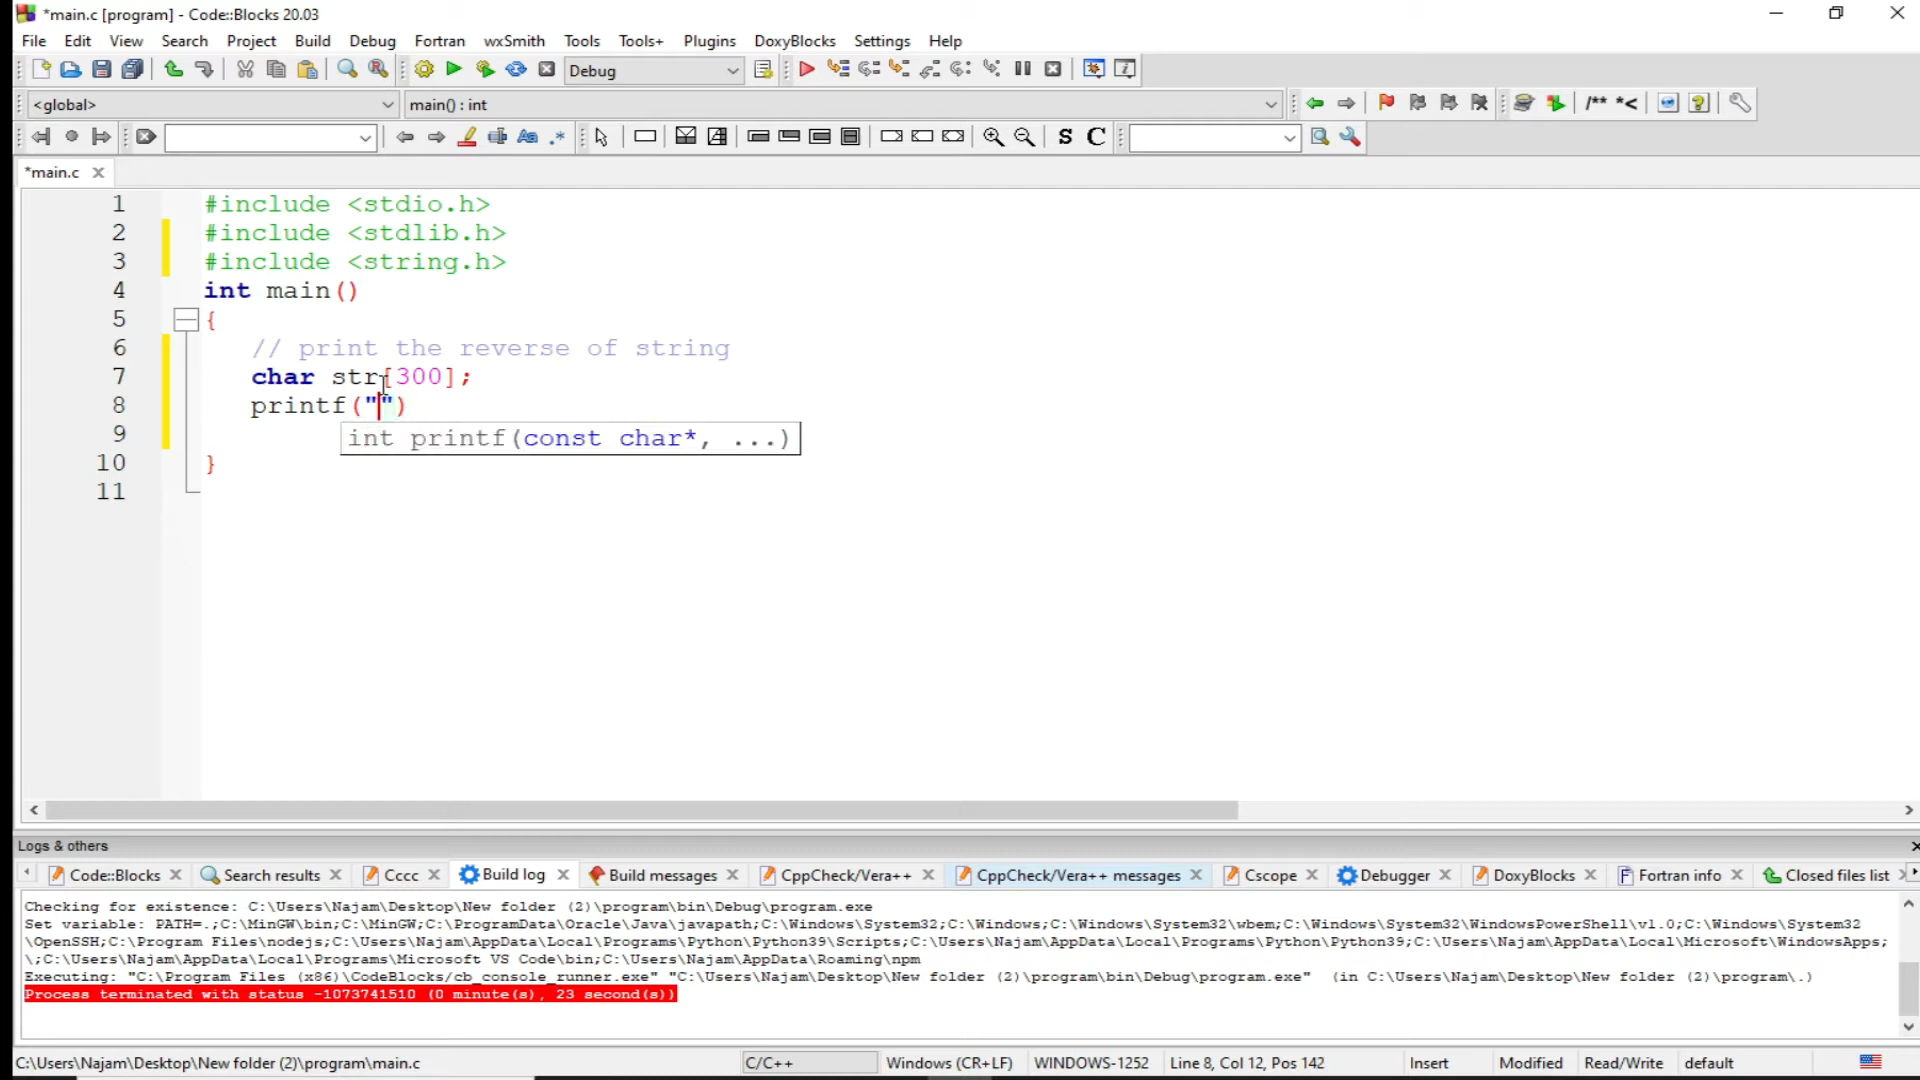 *main.c [program] - Code::Blocks 20.03
File Edit View Search Project Build Debug Fortran wxSmith Tools Tools+ Plugins DoxyBlocks Settings Help
Debug
<global> main() : int /** *<
Aa .* S C
*main.c
1 #include <stdio.h>
2 #include <stdlib.h>
3 #include <string.h>
4 int main()
5 {
6 // print the reverse of string
7 char str[300];
8 printf("")
9 int printf(const char*, ...)
10 }
11
Logs & others
Code::Blocks Search results Cccc Build log Build messages CppCheck/Vera++ CppCheck/Vera++ messages Cscope Debugger DoxyBlocks Fortran info Closed files list
Checking for existence: C:\Users\Najam\Desktop\New folder (2)\program\bin\Debug\program.exe
Set variable: PATH=.;C:\MinGW\bin;C:\MinGW;C:\ProgramData\Oracle\Java\javapath;C:\Windows\System32;C:\Windows;C:\Windows\System32\wbem;C:\Windows\System32\WindowsPowerShell\v1.0;C:\Windows\System32
\OpenSSH;C:\Program Files\nodejs;C:\Users\Najam\AppData\Local\Programs\Python\Python39\Scripts;C:\Users\Najam\AppData\Local\Programs\Python\Python39;C:\Users\Najam\AppData\Local\Microsoft\WindowsApps;
\;C:\Users\Najam\AppData\Local\Programs\Microsoft VS Code\bin;C:\Users\Najam\AppData\Roaming\npm
Executing: "C:\Program Files (x86)\CodeBlocks/cb_console_runner.exe" "C:\Users\Najam\Desktop\New folder (2)\program\bin\Debug\program.exe" (in C:\Users\Najam\Desktop\New folder (2)\program\.)
Process terminated with status -1073741510 (0 minute(s), 23 second(s))
C:\Users\Najam\Desktop\New folder (2)\program\main.c C/C++ Windows (CR+LF) WINDOWS-1252 Line 8, Col 12, Pos 142 Insert Modified Read/Write default